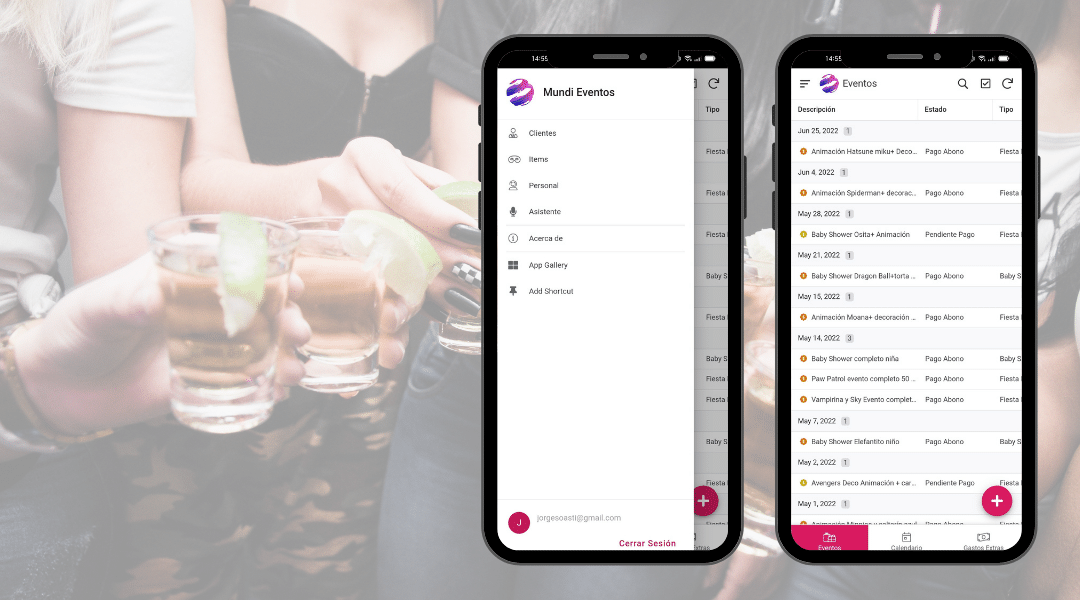 14:55
Mundi Eventos
Clientes
Items
Personal
Asistente
Acerca de
App Gallery
Add Shortcut
jorgesoasti@gmail.com
J
Cerrar Sesión
Tipo
Fiesta
Fiesta
Fiesta
Baby S
Fiesta
Baby S
Fiesta
Fiesta
Baby S
Fiesta
Extras
14:55
Eventos
Descripción Estado Tipo
Jun 25, 2022 1
Animación Hatsune miku+ Deco... Pago Abono Fiesta
Jun 4, 2022 1
Animación Spiderman+ decorac... Pago Abono Fiesta
May 28, 2022 1
Baby Shower Osita+ Animación Pendiente Pago Fiesta
May 21, 2022 1
Baby Shower Dragon Ball+torta ... Pago Abono Baby S
May 15, 2022 1
Animación Moana+ decoración ... Pago Abono Fiesta
May 14, 2022 3
Baby Shower completo niña Pago Abono Baby S
Paw Patrol evento completo 50 ... Pago Abono Fiesta
Vampirina y Sky Evento complet... Pago Abono Fiesta
May 7, 2022 1
Baby Shower Elefantito niño Pago Abono Baby S
May 2, 2022 1
Avengers Deco Animación + car... Pendiente Pago Fiesta
May 1, 2022 1
Eventos Calendario Gastos Extras